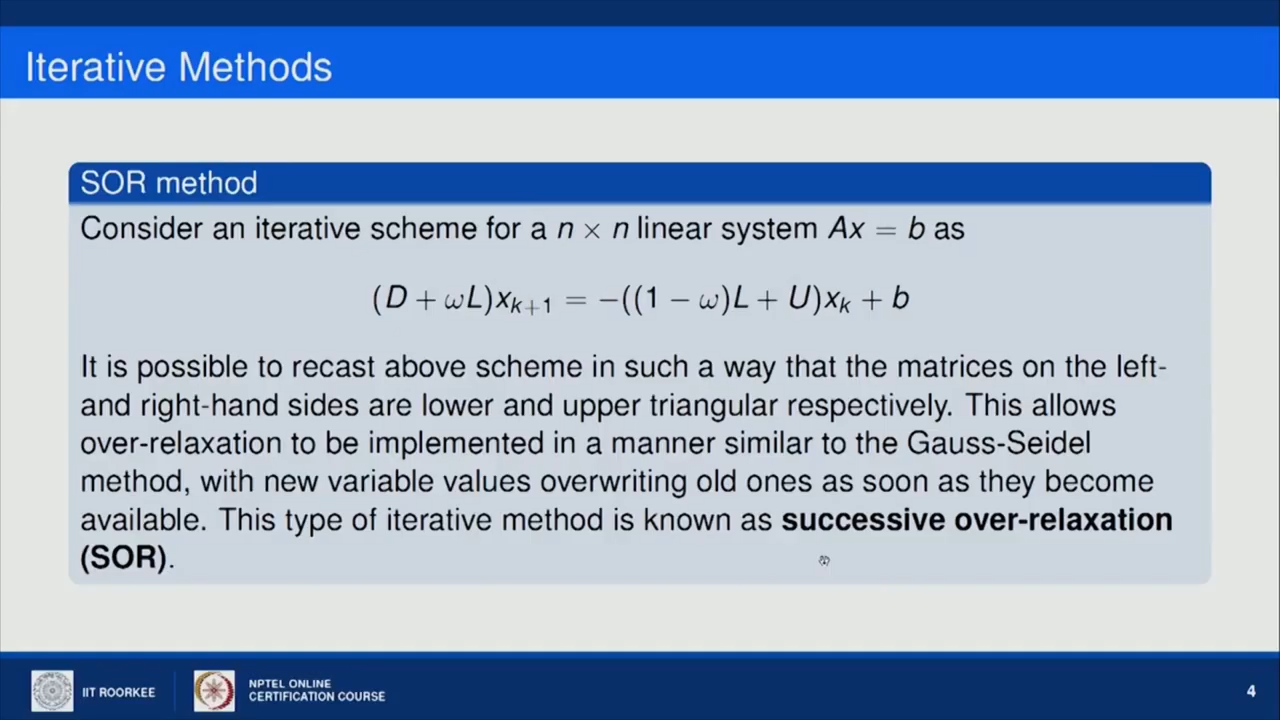 Iterative Methods
SOR method
Consider an iterative scheme for a n × n linear system Ax = b as
(D + ωL)xₖ₊₁ = −((1 − ω)L + U)xₖ + b
It is possible to recast above scheme in such a way that the matrices on the left-
and right-hand sides are lower and upper triangular respectively. This allows
over-relaxation to be implemented in a manner similar to the Gauss-Seidel
method, with new variable values overwriting old ones as soon as they become
available. This type of iterative method is known as successive over-relaxation
(SOR).
IIT ROORKEE
NPTEL ONLINE
CERTIFICATION COURSE
4